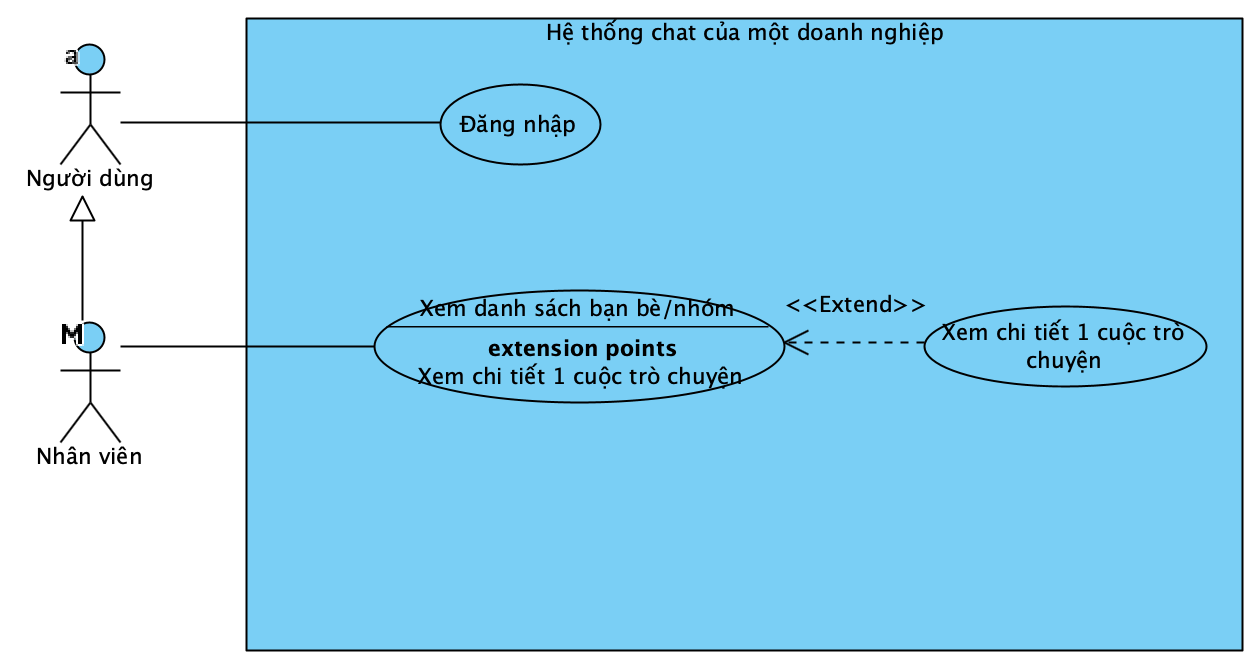 Hệ thống chat của một doanh nghiệp
a
Người dùng
Đăng nhập
M
Nhân viên
Xem danh sách bạn bè/nhóm
extension points
Xem chi tiết 1 cuộc trò chuyện
<<Extend>>
Xem chi tiết 1 cuộc trò
chuyện